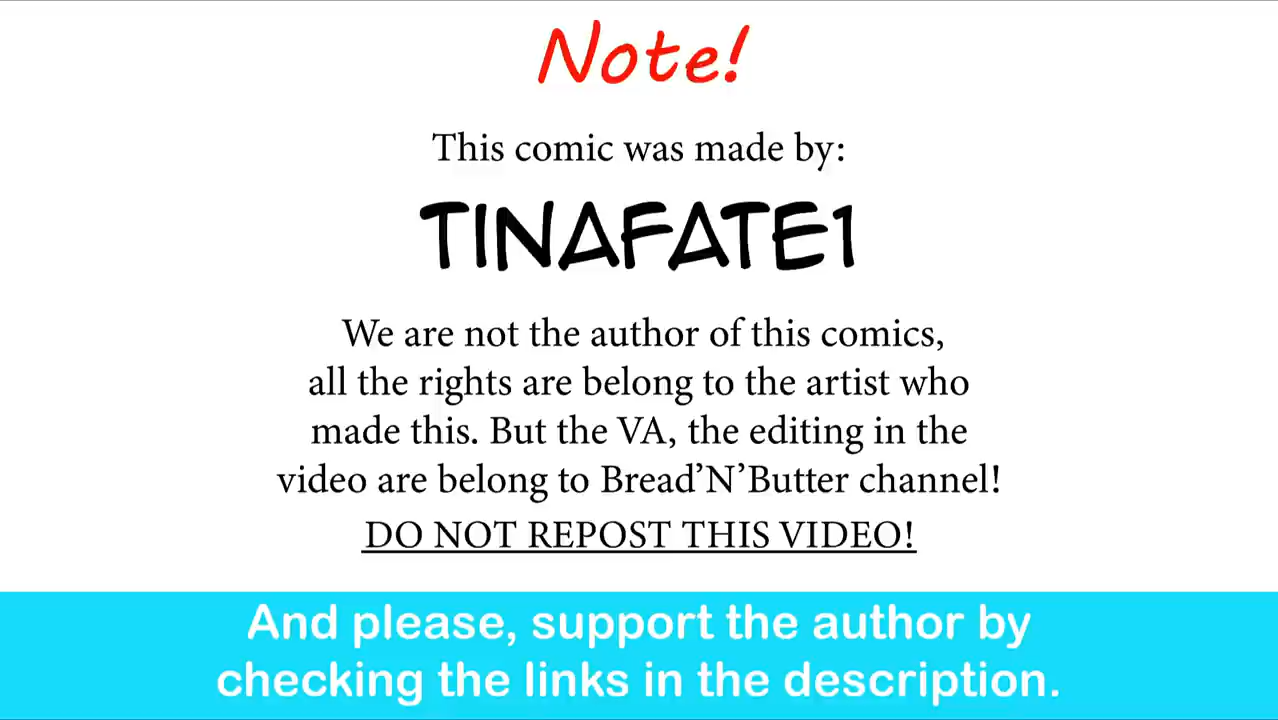 Note!
This comic was made by:
TINAFATE1
We are not the author of this comics,
all the rights are belong to the artist who
made this. But the VA, the editing in the
video are belong to Bread’N’Butter channel!
DO NOT REPOST THIS VIDEO!
And please, support the author by
checking the links in the description.